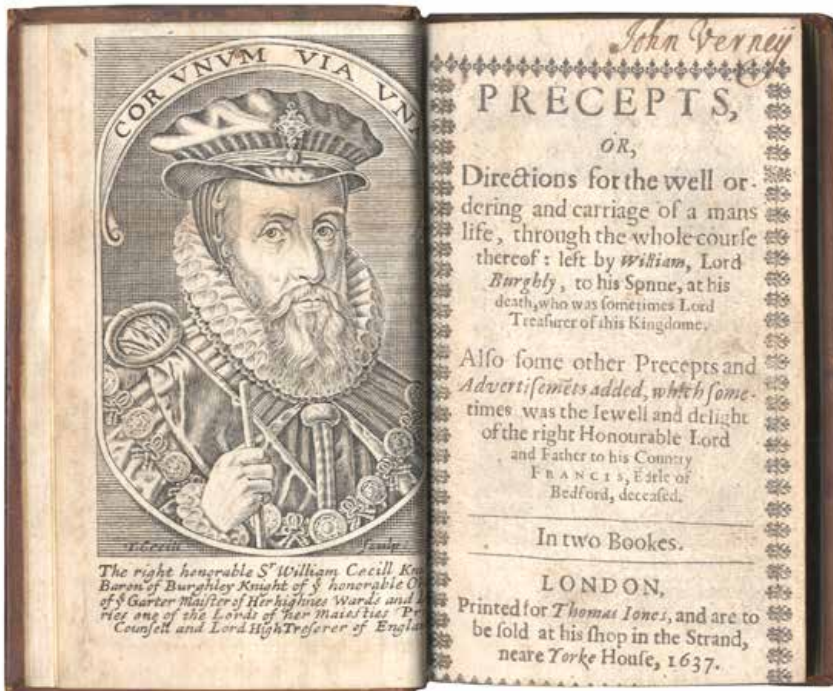 COR VNVM VIA VNA
T. Cecill sculp
The right honorable Sr William Cecill
Baron of Burghley Knight of ẏ honorable
of ẏ Garter Maister of Her highnes Wards and
ries one of the Lords of her Maiesties
Counsell and Lord High Tresorer of
John Verney
PRECEPTS,
OR,
Directions for the well or-
dering and carriage of a mans
life, through the whole course
thereof: left by William, Lord
Burghly, to his Sonne, at his
death, who was sometimes Lord
Treasurer of this Kingdome.
Also some other Precepts and
Advertisemēts added, which some-
times was the Iewell and delight
of the right Honourable Lord
and Father to his Country
FRANCIS, Earle of
Bedford, deceased.
In two Bookes.
LONDON,
Printed for Thomas Iones, and are to
be sold at his shop in the Strand,
neare Yorke House, 1637.